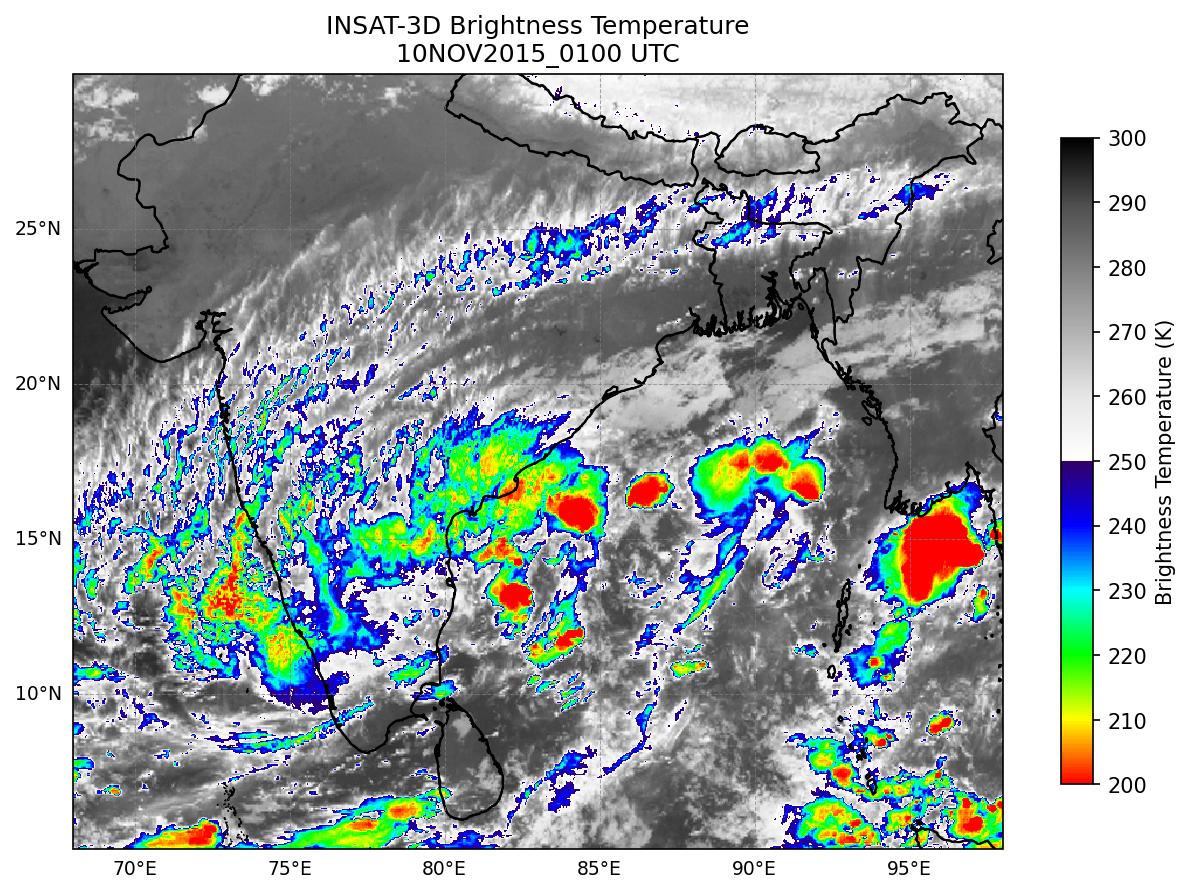 INSAT-3D Brightness Temperature
10NOV2015_0100 UTC
25°N
20°N
15°N
10°N
70°E
75°E
80°E
85°E
90°E
95°E
300
290
280
270
260
250
240
230
220
210
200
Brightness Temperature (K)